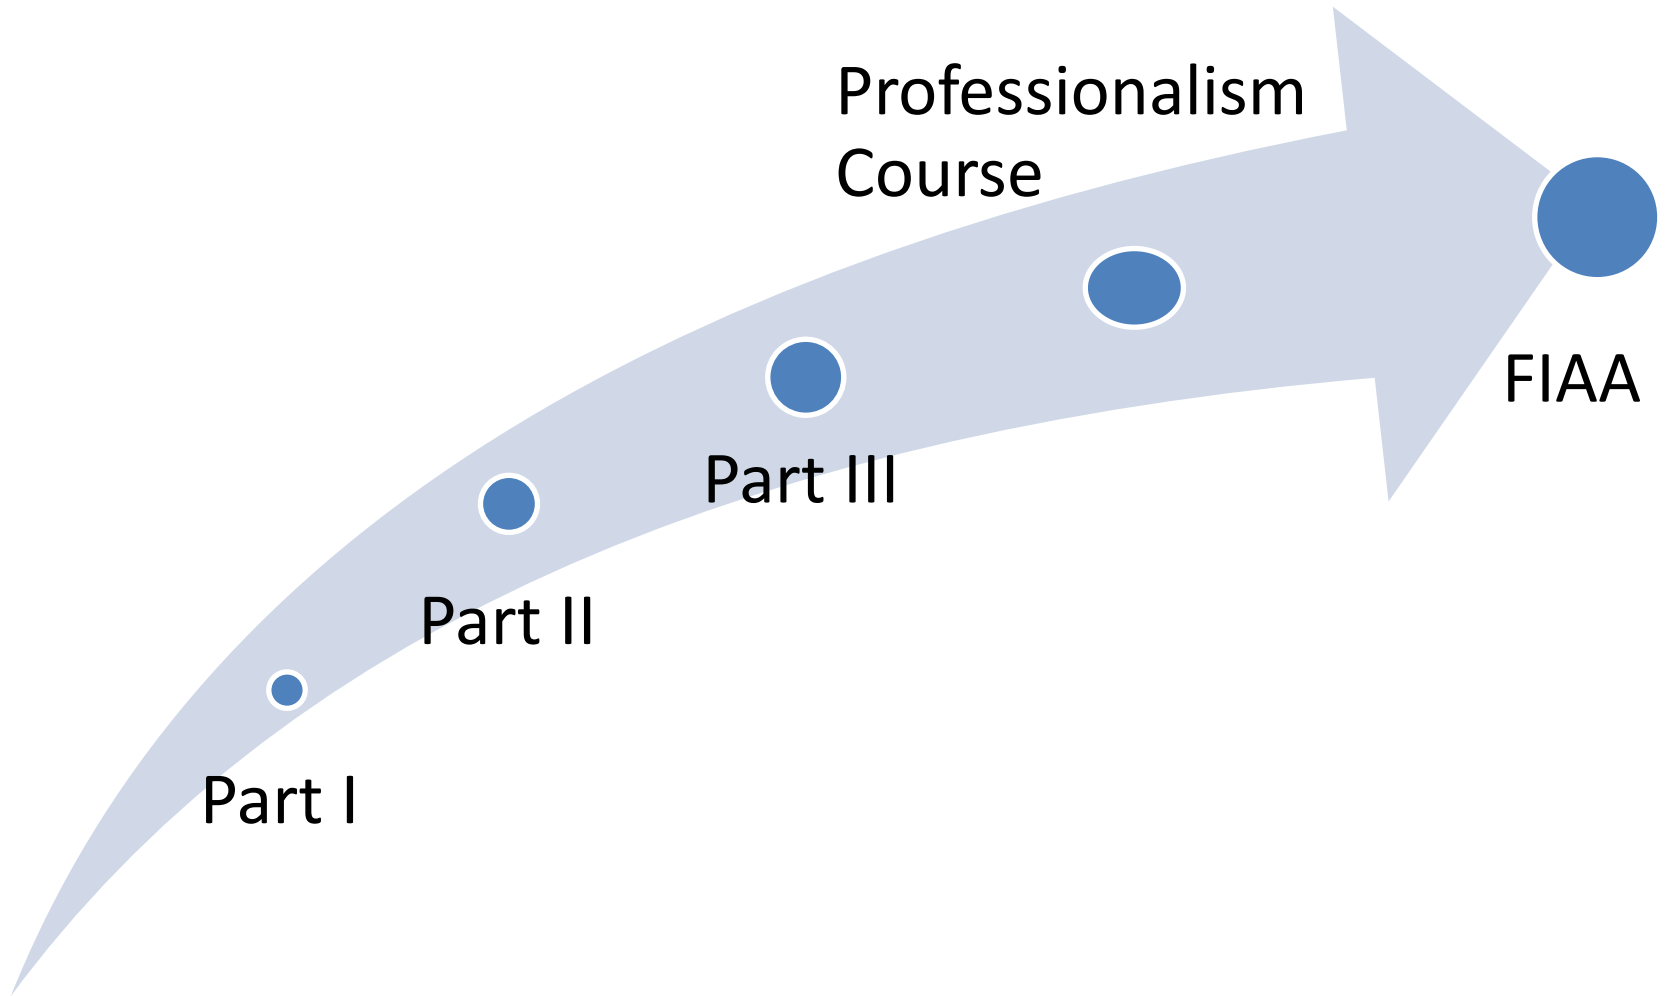 Professionalism
Course
FIAA
Part III
Part II
Part I